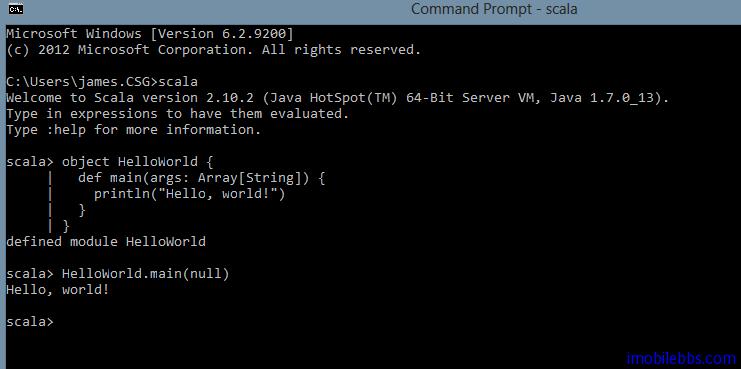 Command Prompt - scala
Microsoft Windows [Version 6.2.9200]
(c) 2012 Microsoft Corporation. All rights reserved.
C:\Users\james.CSG>scala
Welcome to Scala version 2.10.2 (Java HotSpot(TM) 64-Bit Server VM, Java 1.7.0_13).
Type in expressions to have them evaluated.
Type :help for more information.
scala> object HelloWorld {
     |   def main(args: Array[String]) {
     |     println("Hello, world!")
     |   }
     | }
defined module HelloWorld
scala> HelloWorld.main(null)
Hello, world!
scala>
imobilebbs.com